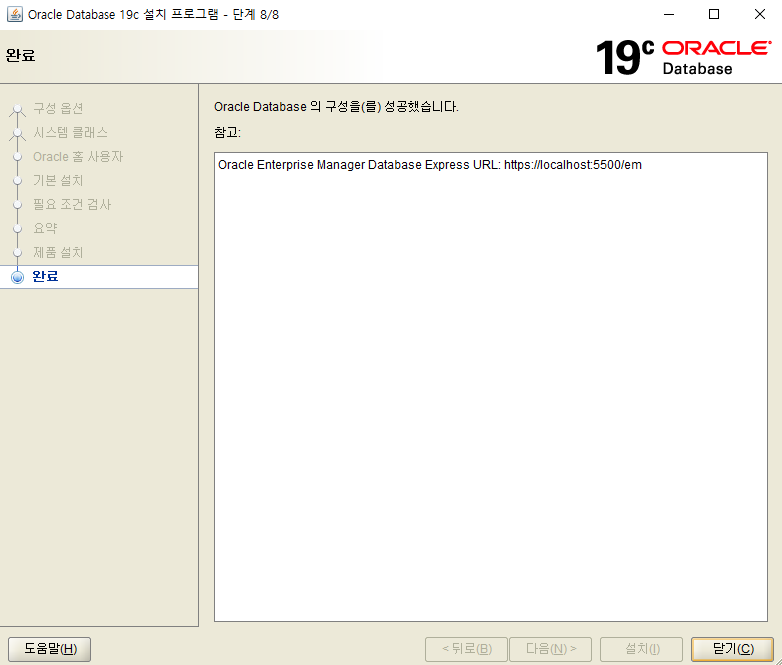 Oracle Database 19c 설치 프로그램 - 단계 8/8
완료
19c ORACLE
Database
구성 옵션
시스템 클래스
Oracle 홈 사용자
기본 설치
필요 조건 검사
요약
제품 설치
완료
Oracle Database 의 구성을(를) 성공했습니다.
참고:
Oracle Enterprise Manager Database Express URL: https://localhost:5500/em
도움말(H)
< 뒤로(B)
다음(N) >
설치(I)
닫기(C)